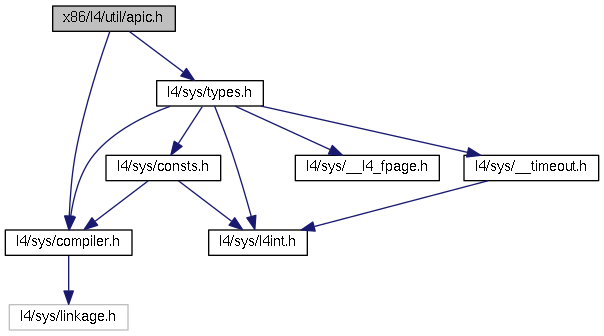 x86/l4/util/apic.h
l4/sys/types.h
l4/sys/consts.h
l4/sys/__l4_fpage.h
l4/sys/__timeout.h
l4/sys/compiler.h
l4/sys/l4int.h
l4/sys/linkage.h